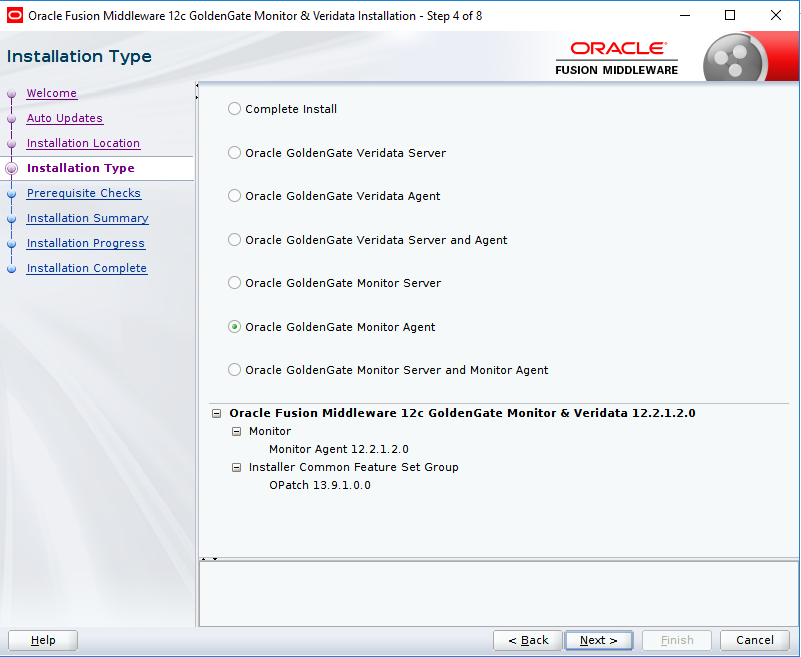 Oracle Fusion Middleware 12c GoldenGate Monitor & Veridata Installation - Step 4 of 8
Installation Type
ORACLE®
FUSION MIDDLEWARE
Welcome
Auto Updates
Installation Location
Installation Type
Prerequisite Checks
Installation Summary
Installation Progress
Installation Complete
Complete Install
Oracle GoldenGate Veridata Server
Oracle GoldenGate Veridata Agent
Oracle GoldenGate Veridata Server and Agent
Oracle GoldenGate Monitor Server
Oracle GoldenGate Monitor Agent
Oracle GoldenGate Monitor Server and Monitor Agent
Oracle Fusion Middleware 12c GoldenGate Monitor & Veridata 12.2.1.2.0
Monitor
Monitor Agent 12.2.1.2.0
Installer Common Feature Set Group
OPatch 13.9.1.0.0
Help
< Back
Next >
Finish
Cancel